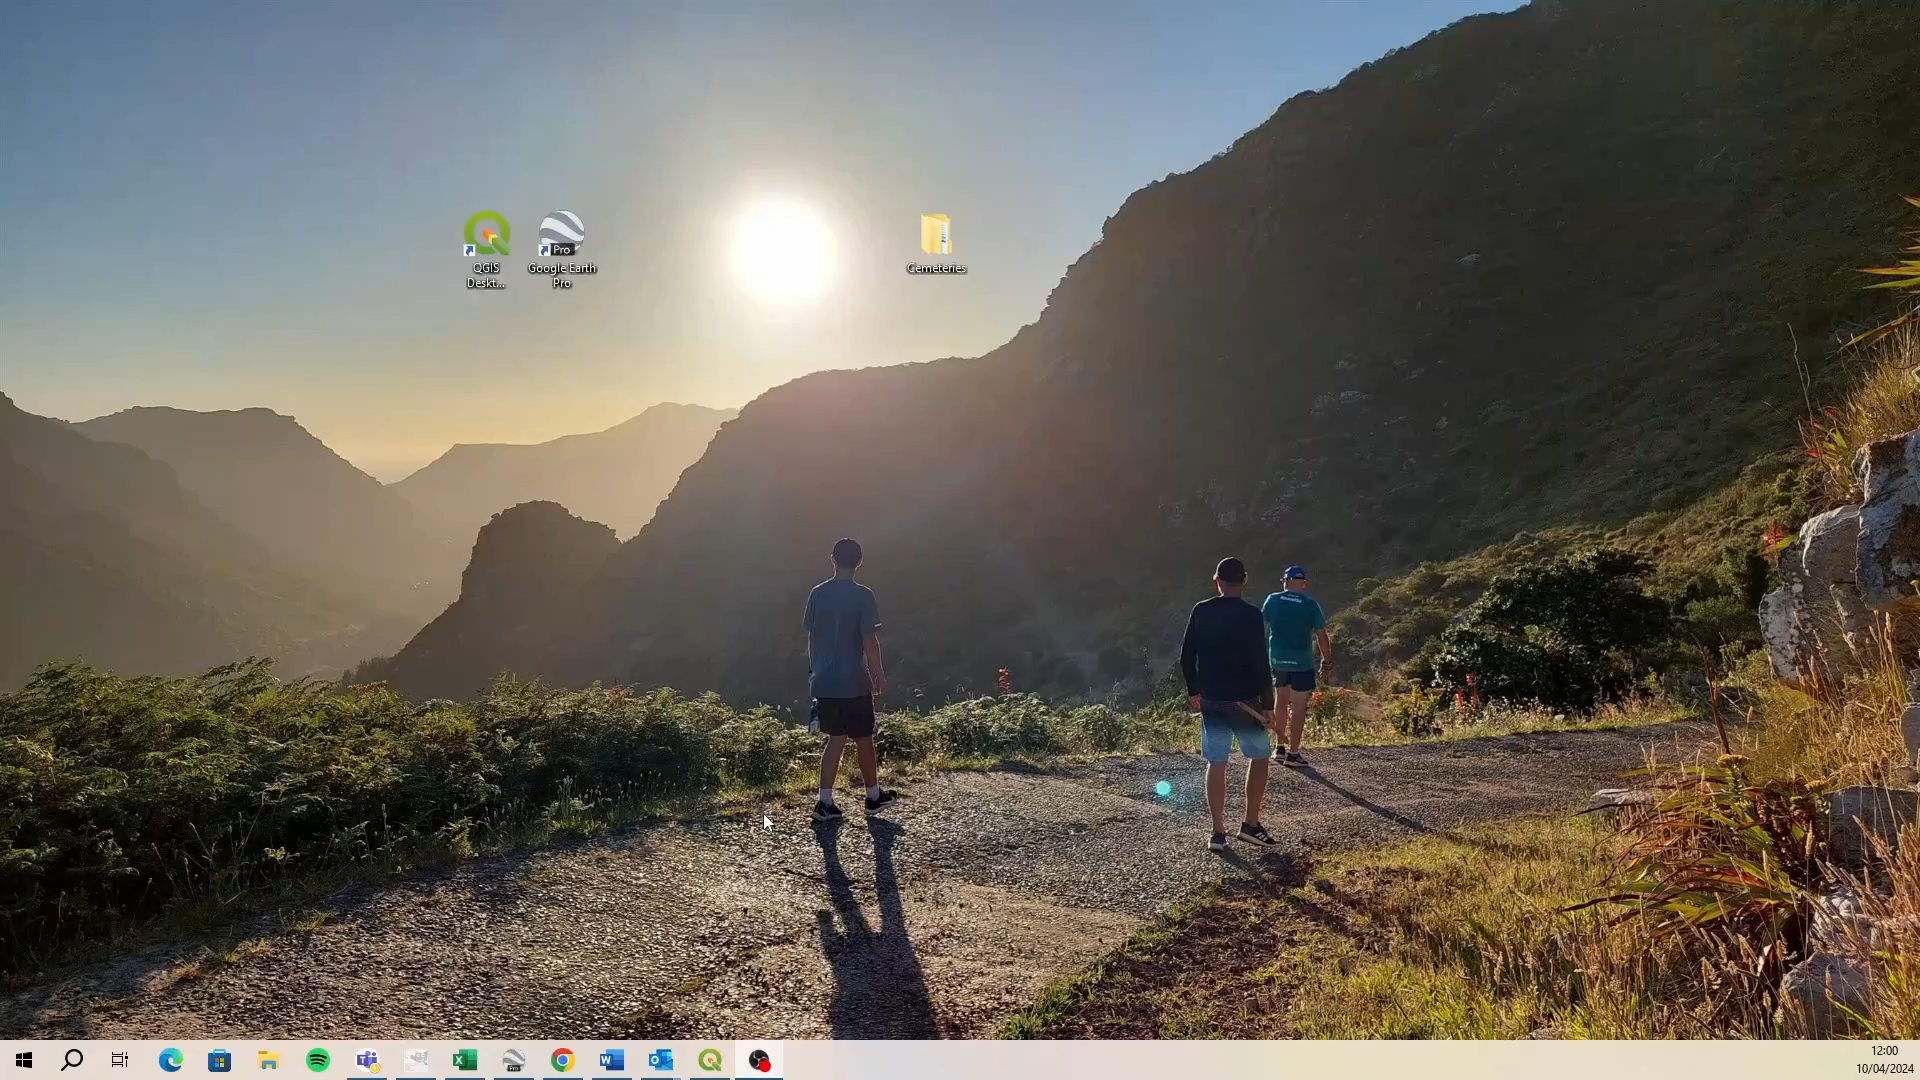 QGIS
Deskt...
Pro
Google Earth
Pro
Cemeteries
12:00
10/04/2024